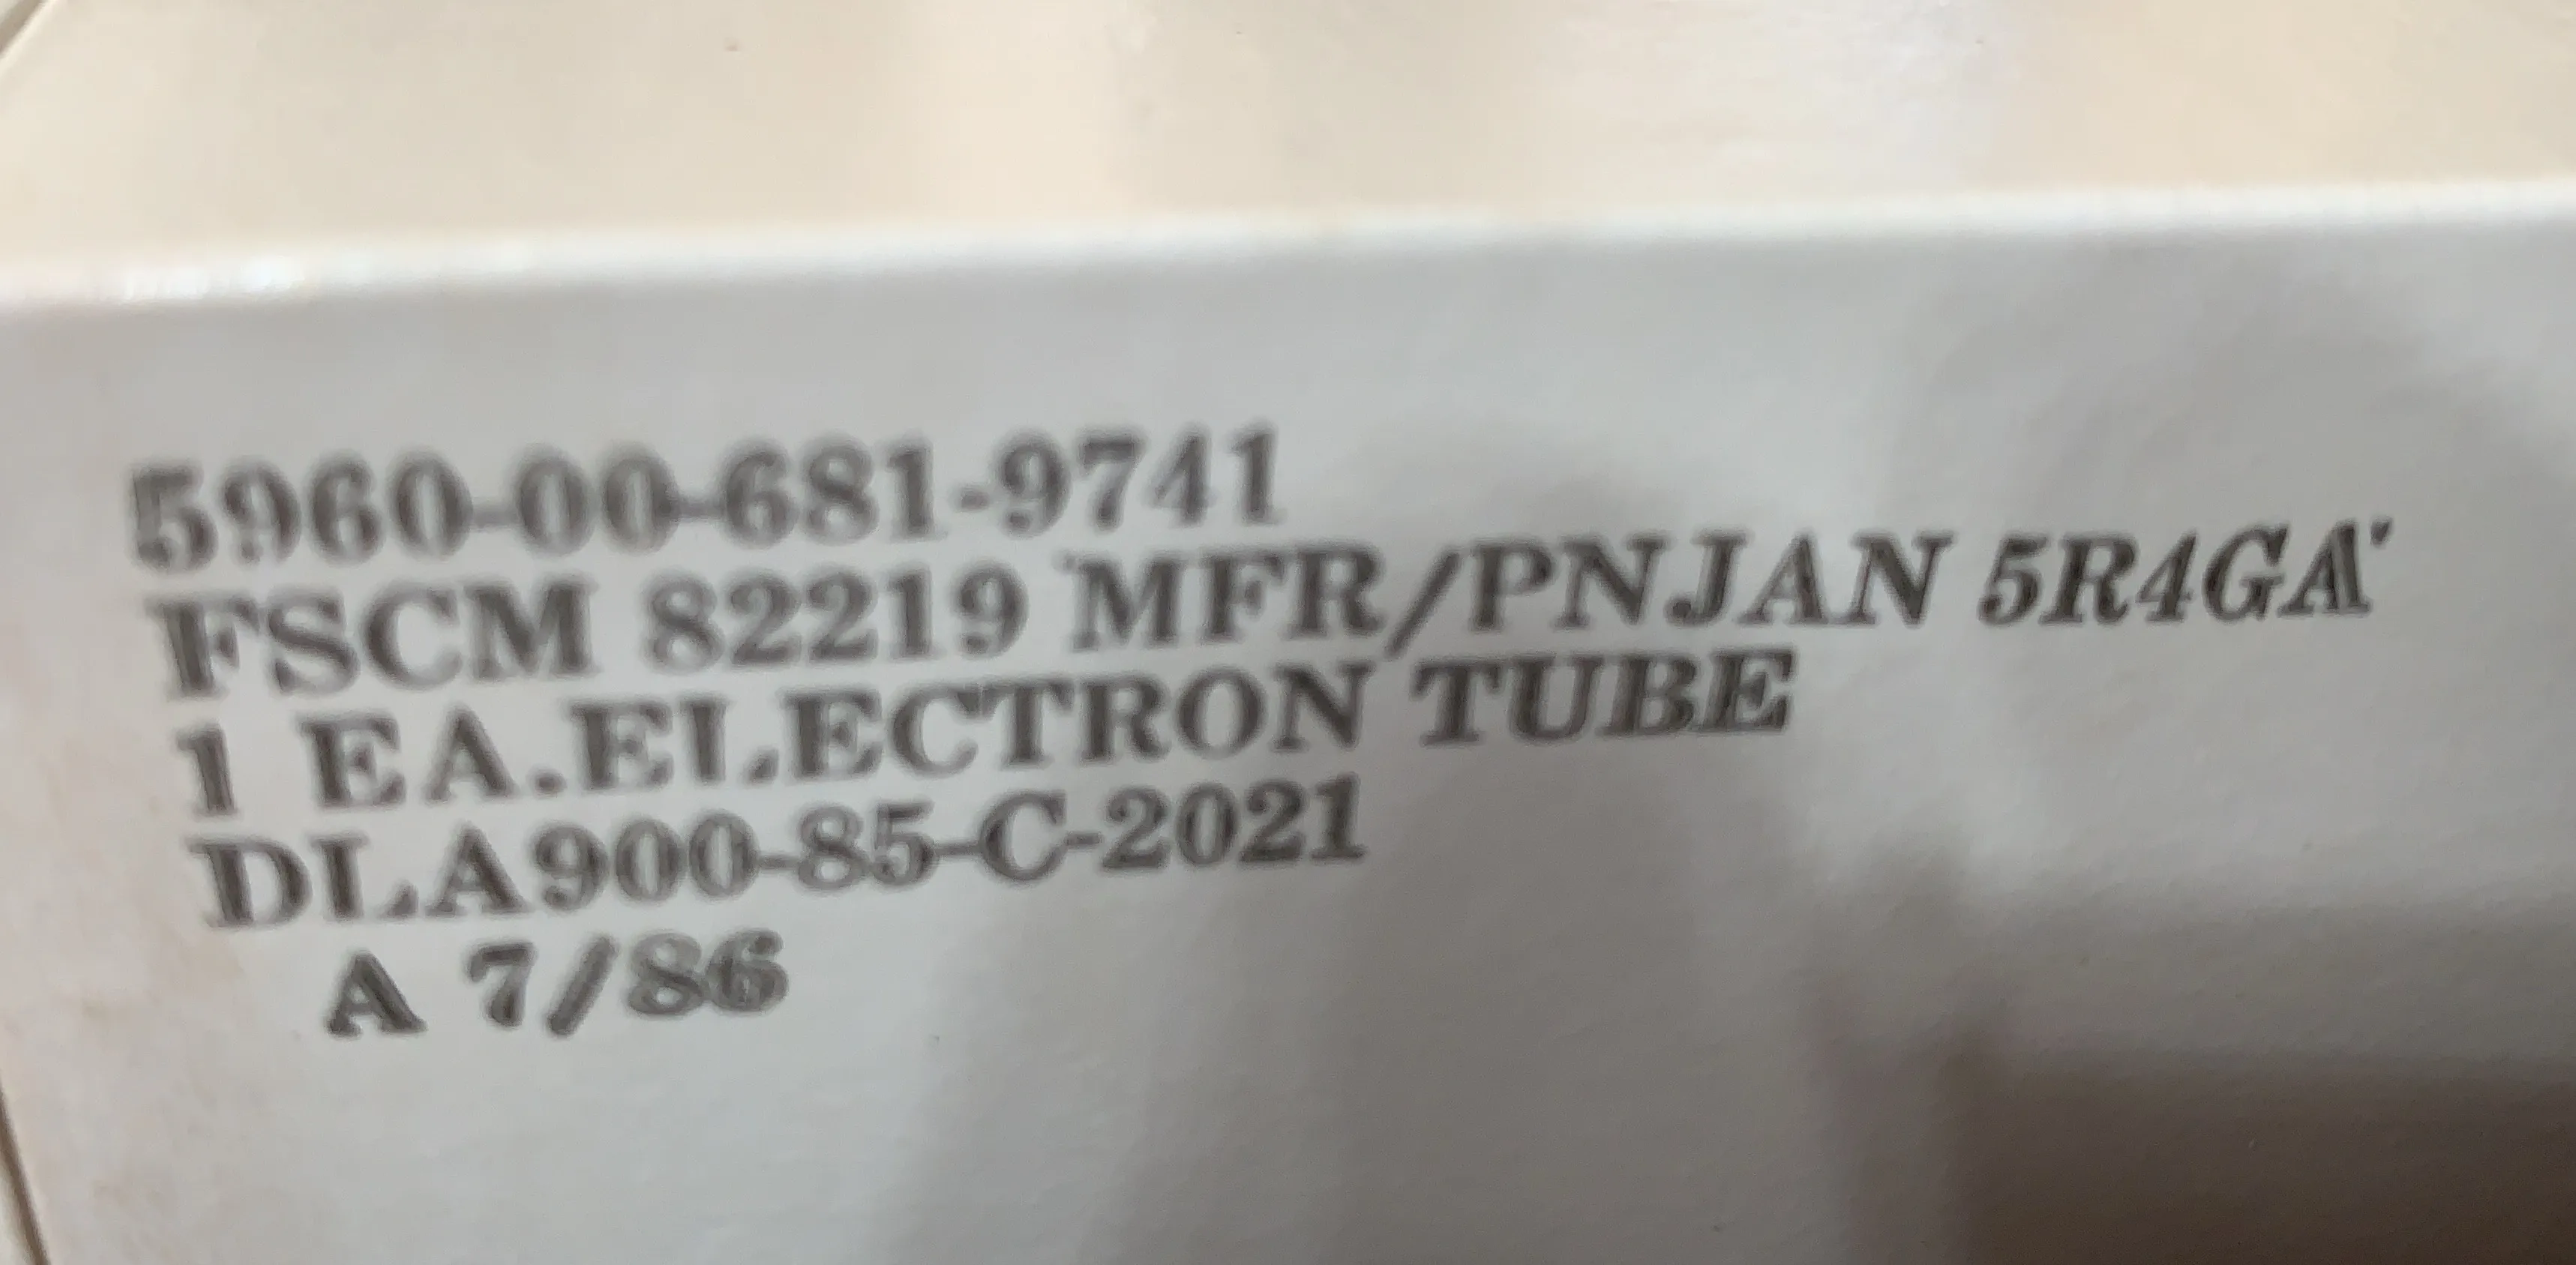 5960-00-681-9741
FSCM 82219 MFR/PNJAN 5R4GA
1 EA.ELECTRON TUBE
DLA900-85-C-2021
A 7/86